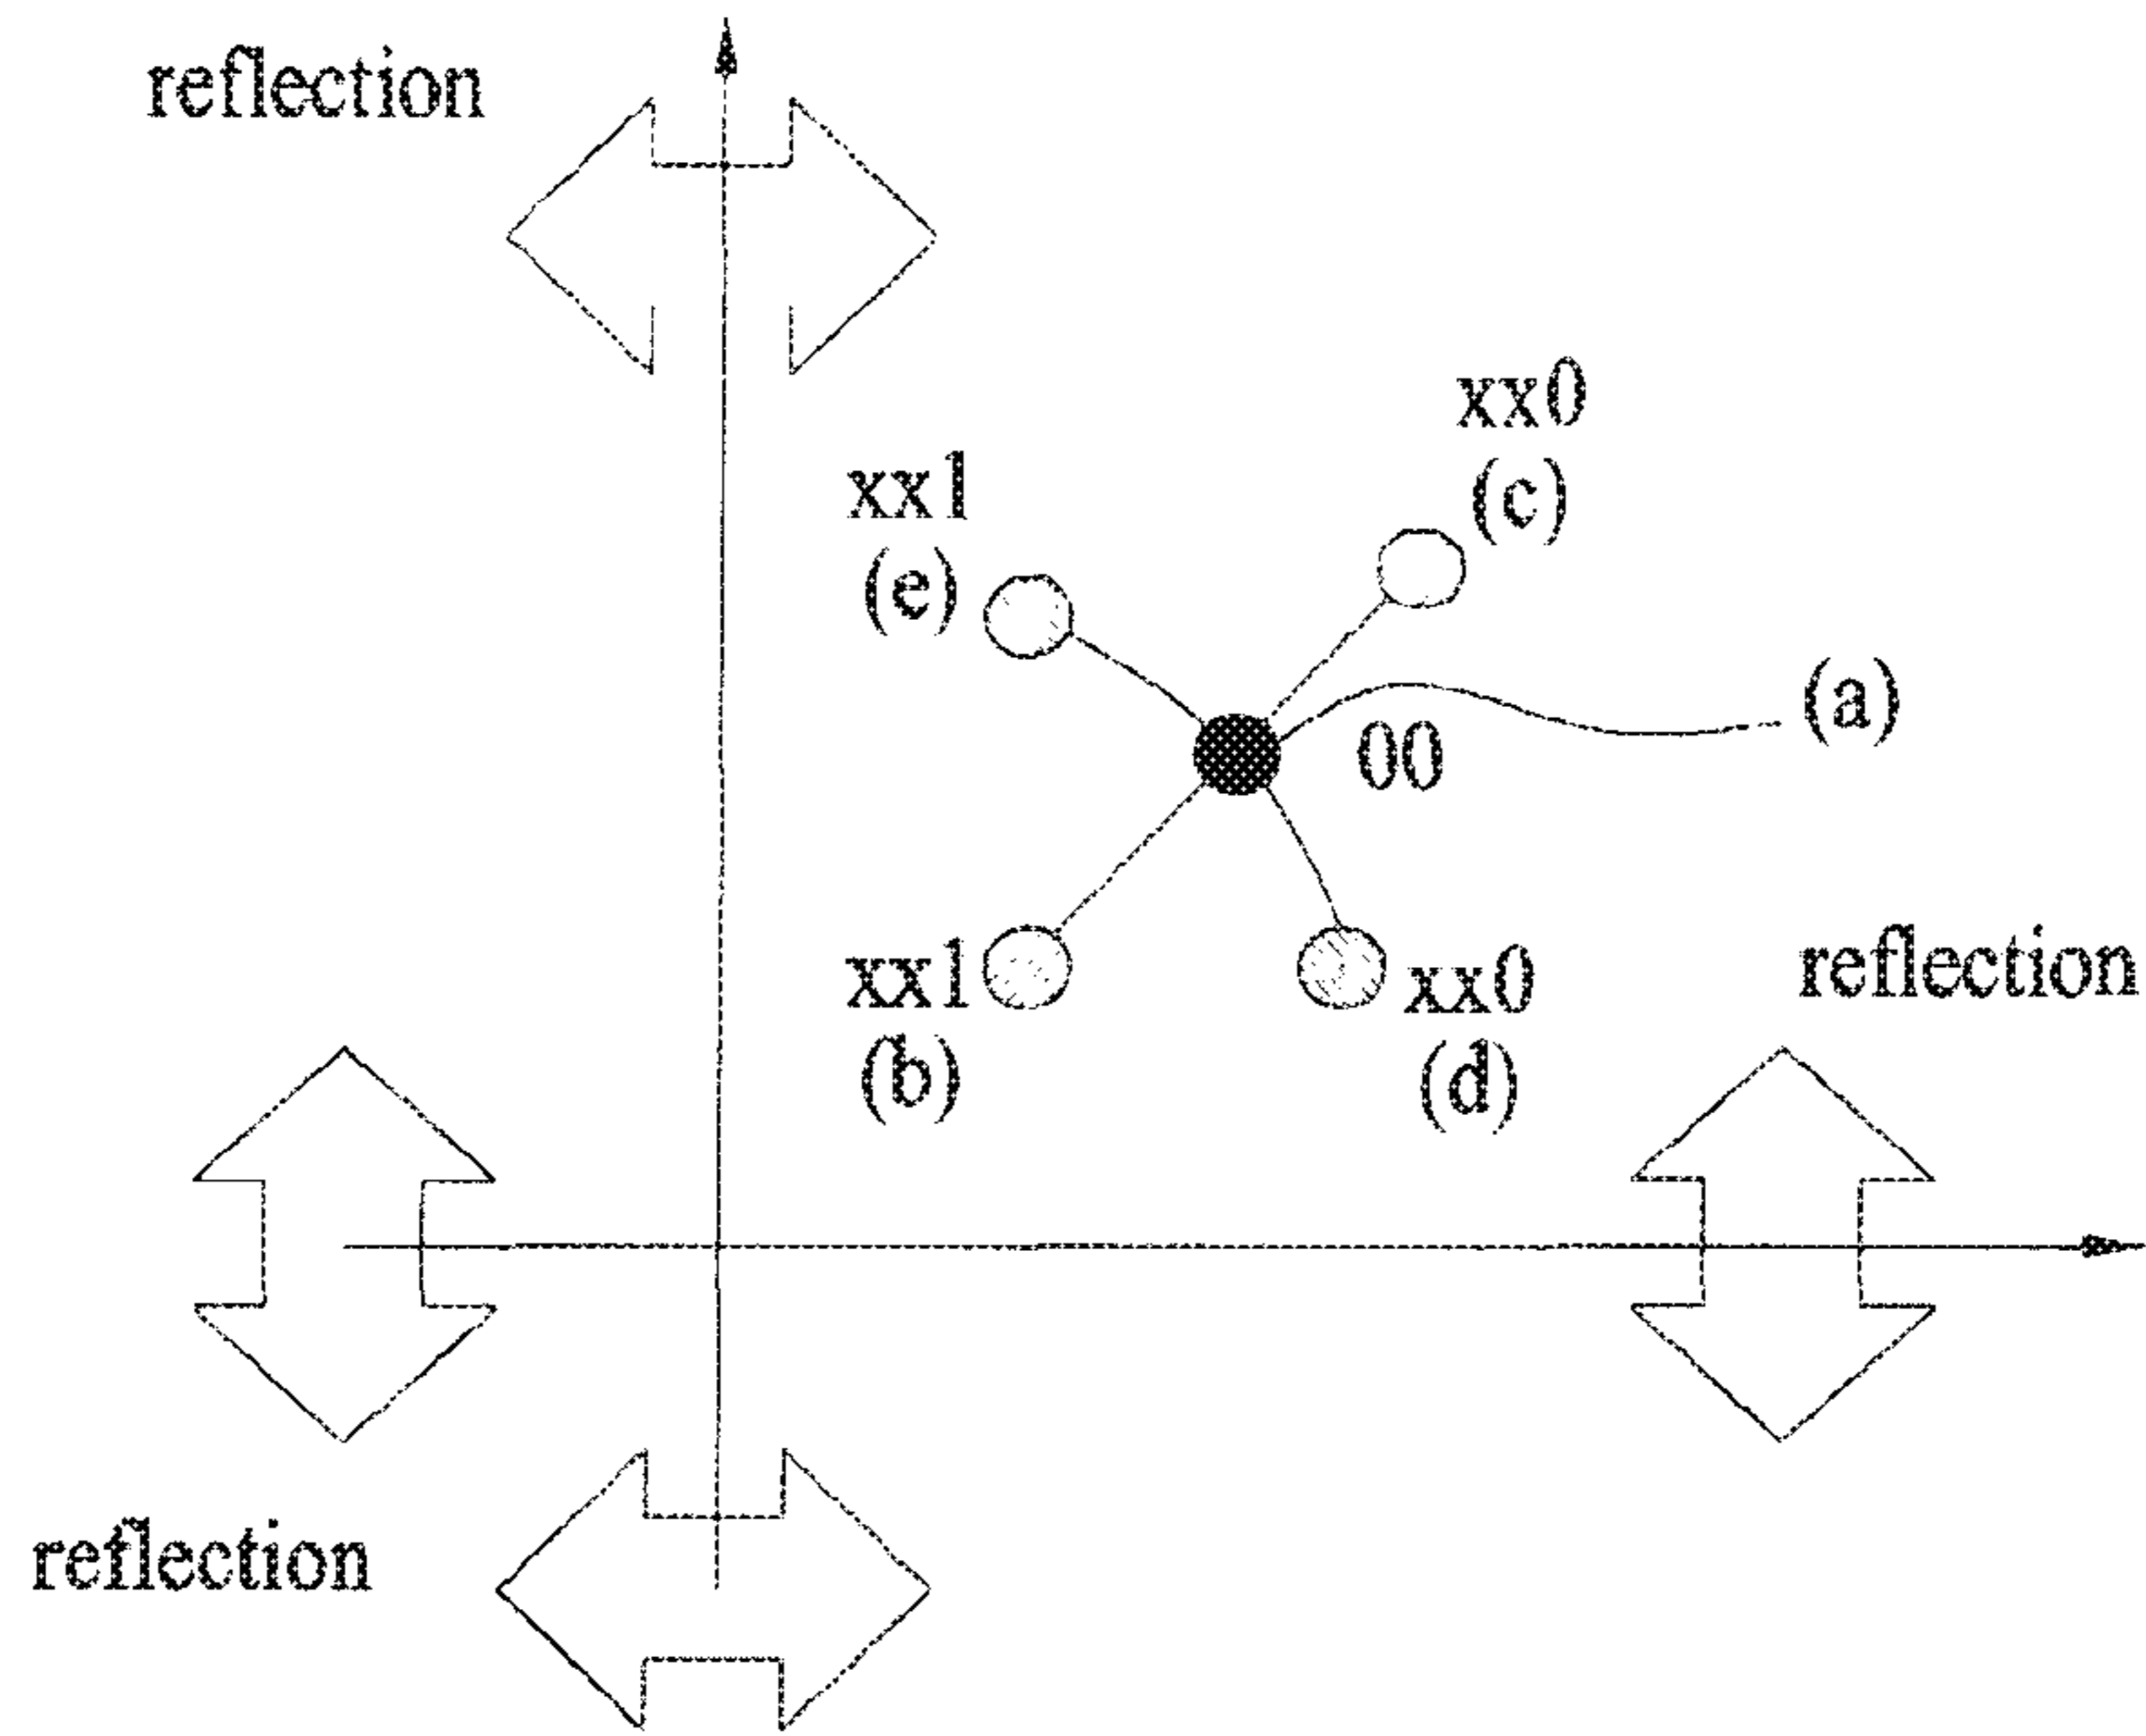 reflection
xx0
(c)
xx1
(e)
(a)
00
reflection
xx1
(b)
xx0
(d)
reflection